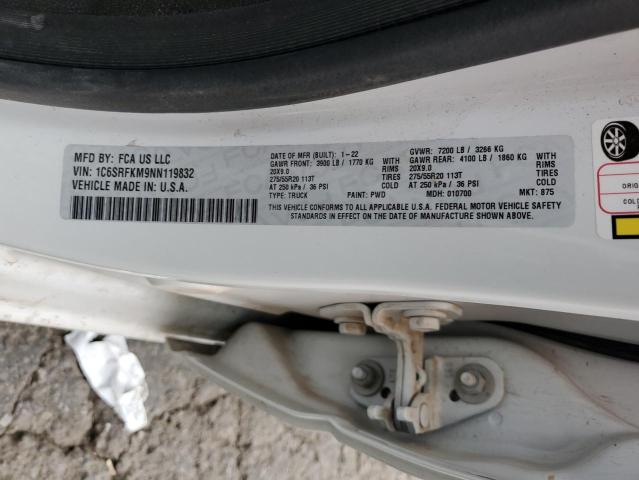 MFD BY: FCA US LLC
VIN: 1C6SRFKM9NN119832
VEHICLE MADE IN U.S.A.
DATE OF MFR (BUILT): 1-22
GAWR FRONT: 3900 LB / 1770 KG WITH
20X9.0 RIMS
275/55R20 113T TIRES
AT 250 kPa / 36 PSI
TYPE: TRUCK PAINT: PWD
GVWR: 7200 LB / 3266 KG
GAWR REAR: 4100 LB / 1860 KG WITH
20X9.0 RIMS
275/55R20 113T TIRES
AT 250 kPa / 36 PSI
MDH: 010700 MKT: 875
THIS VEHICLE CONFORMS TO ALL APPLICABLE U.S.A. FEDERAL MOTOR VEHICLE SAFETY
STANDARDS IN EFFECT ON THE DATE OF MANUFACTURE SHOWN ABOVE.